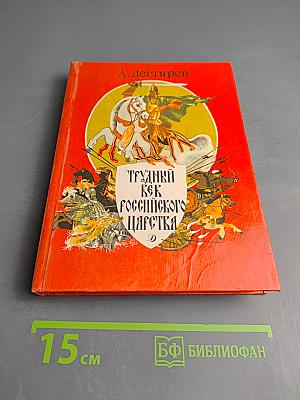 А. Дегтярев
ТРУДНЫЙ
ВЕК
РОССИЙСКОГО
ЦАРСТВА
15 см
БФ БИБЛИОФАН